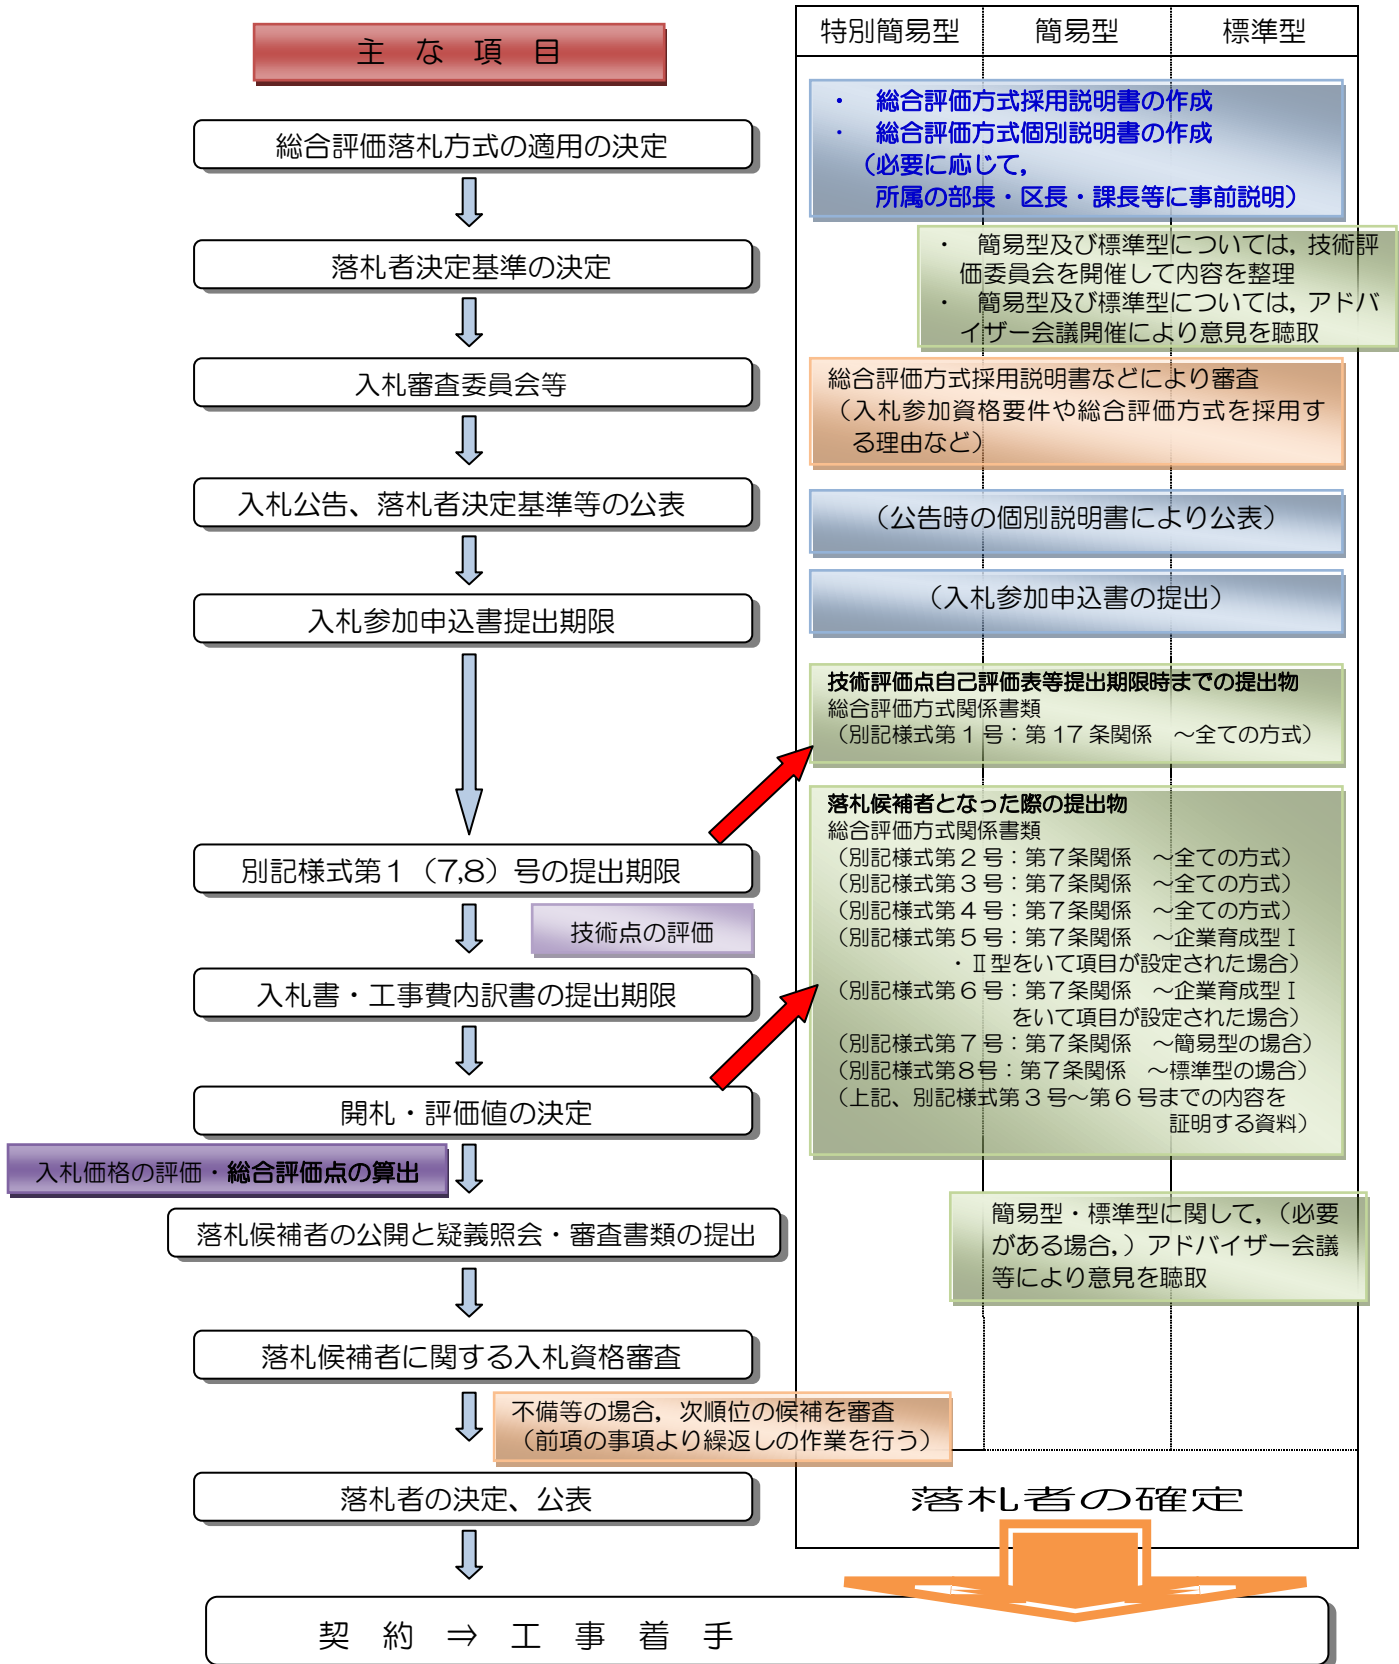 主 な 項 目
総合評価落札方式の適用の決定
落札者決定基準の決定
入札審査委員会等
入札公告、落札者決定基準等の公表
入札参加申込書提出期限
別記様式第１（7,8）号の提出期限
技術点の評価
入札書・工事費内訳書の提出期限
開札・評価値の決定
入札価格の評価・総合評価点の算出
落札候補者の公開と疑義照会・審査書類の提出
落札候補者に関する入札資格審査
不備等の場合，次順位の候補を審査
（前項の事項より繰返しの作業を行う）
落札者の決定、公表
契 約 ⇒ 工 事 着 手
特別簡易型 簡易型 標準型
・ 総合評価方式採用説明書の作成
・ 総合評価方式個別説明書の作成
（必要に応じて，
所属の部長・区長・課長等に事前説明）
・ 簡易型及び標準型については，技術評
価委員会を開催して内容を整理
・ 簡易型及び標準型については，アドバ
イザー会議開催により意見を聴取
総合評価方式採用説明書などにより審査
（入札参加資格要件や総合評価方式を採用す
る理由など）
（公告時の個別説明書により公表）
（入札参加申込書の提出）
技術評価点自己評価表等提出期限時までの提出物
総合評価方式関係書類
（別記様式第１号：第 17 条関係 ～全ての方式）
落札候補者となった際の提出物
総合評価方式関係書類
（別記様式第２号：第７条関係 ～全ての方式）
（別記様式第３号：第７条関係 ～全ての方式）
（別記様式第４号：第７条関係 ～全ての方式）
（別記様式第５号：第７条関係 ～企業育成型Ⅰ
・Ⅱ型をいて項目が設定された場合）
（別記様式第６号：第７条関係 ～企業育成型Ⅰ
をいて項目が設定された場合）
（別記様式第７号：第７条関係 ～簡易型の場合）
（別記様式第８号：第７条関係 ～標準型の場合）
（上記、別記様式第３号～第６号までの内容を
証明する資料）
簡易型・標準型に関して，（必要
がある場合，）アドバイザー会議
等により意見を聴取
落札者の確定